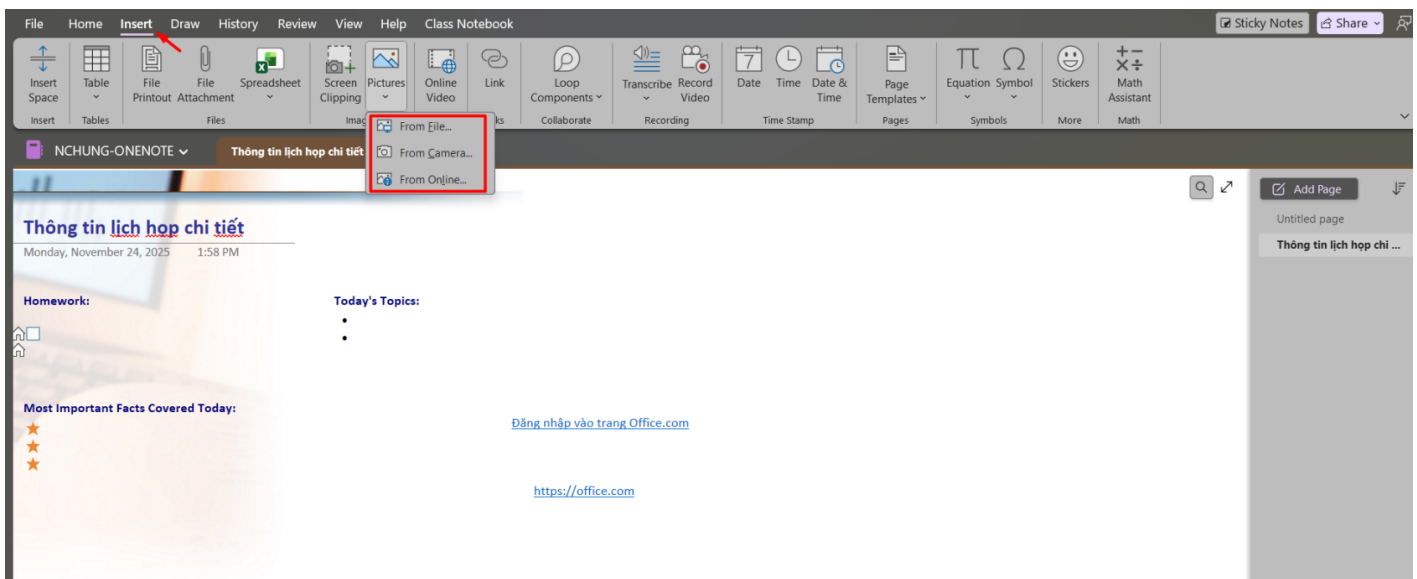 File Home Insert Draw History Review View Help Class Notebook Sticky Notes Share
Insert Space Table File Printout File Attachment Spreadsheet Screen Clipping Pictures Online Video Link Loop Components Transcribe Record Video Date Time Date & Time Page Templates Equation Symbol Stickers Math Assistant
Insert Tables Files Collaborate Recording Time Stamp Pages Symbols More Math
From File...
From Camera...
From Online...
NCHUNG-ONENOTE Thông tin lịch họp chi tiết
Add Page
Untitled page
Thông tin lịch họp chi ...
Thông tin lịch họp chi tiết
Monday, November 24, 2025 1:58 PM
Homework: Today's Topics:
Most Important Facts Covered Today:
Đăng nhập vào trang Office.com
https://office.com